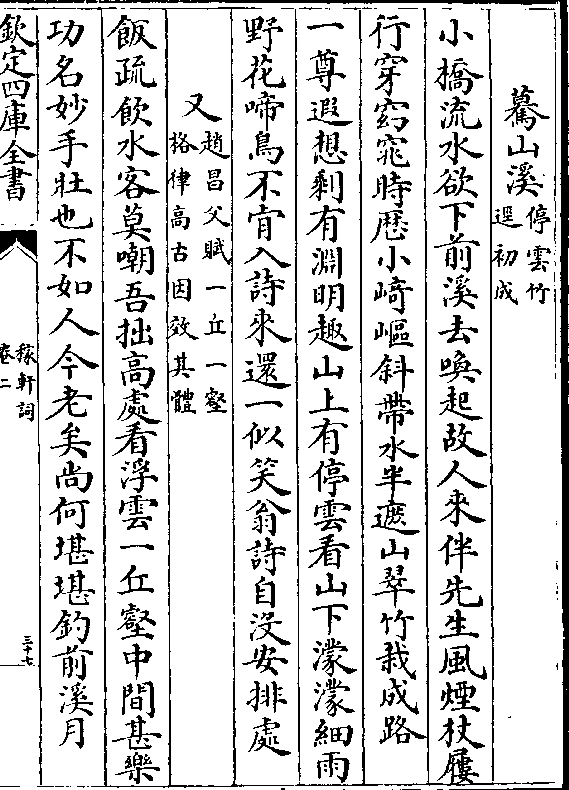 驀山溪停雲竹
逕初成
小橋流水欲下前溪去喚起故人來伴先生風煙杖屨
行穿窈窕時歴小崎嶇斜帶水半遮山翠竹栽成路
一尊遐想剩有淵明趣山上有停雲看山下濛濛細雨
野花啼鳥不肯入詩來還一似笑翁詩自没安排處
又趙昌父賦一丘一壑
格律高古因效其體
飯疏飲水客莫嘲吾拙高處看浮雲一丘壑中間甚樂
功名妙手壯也不如人今老矣尚何堪堪釣前溪月
欽定四庫全書
稼軒詞
卷二
三十七